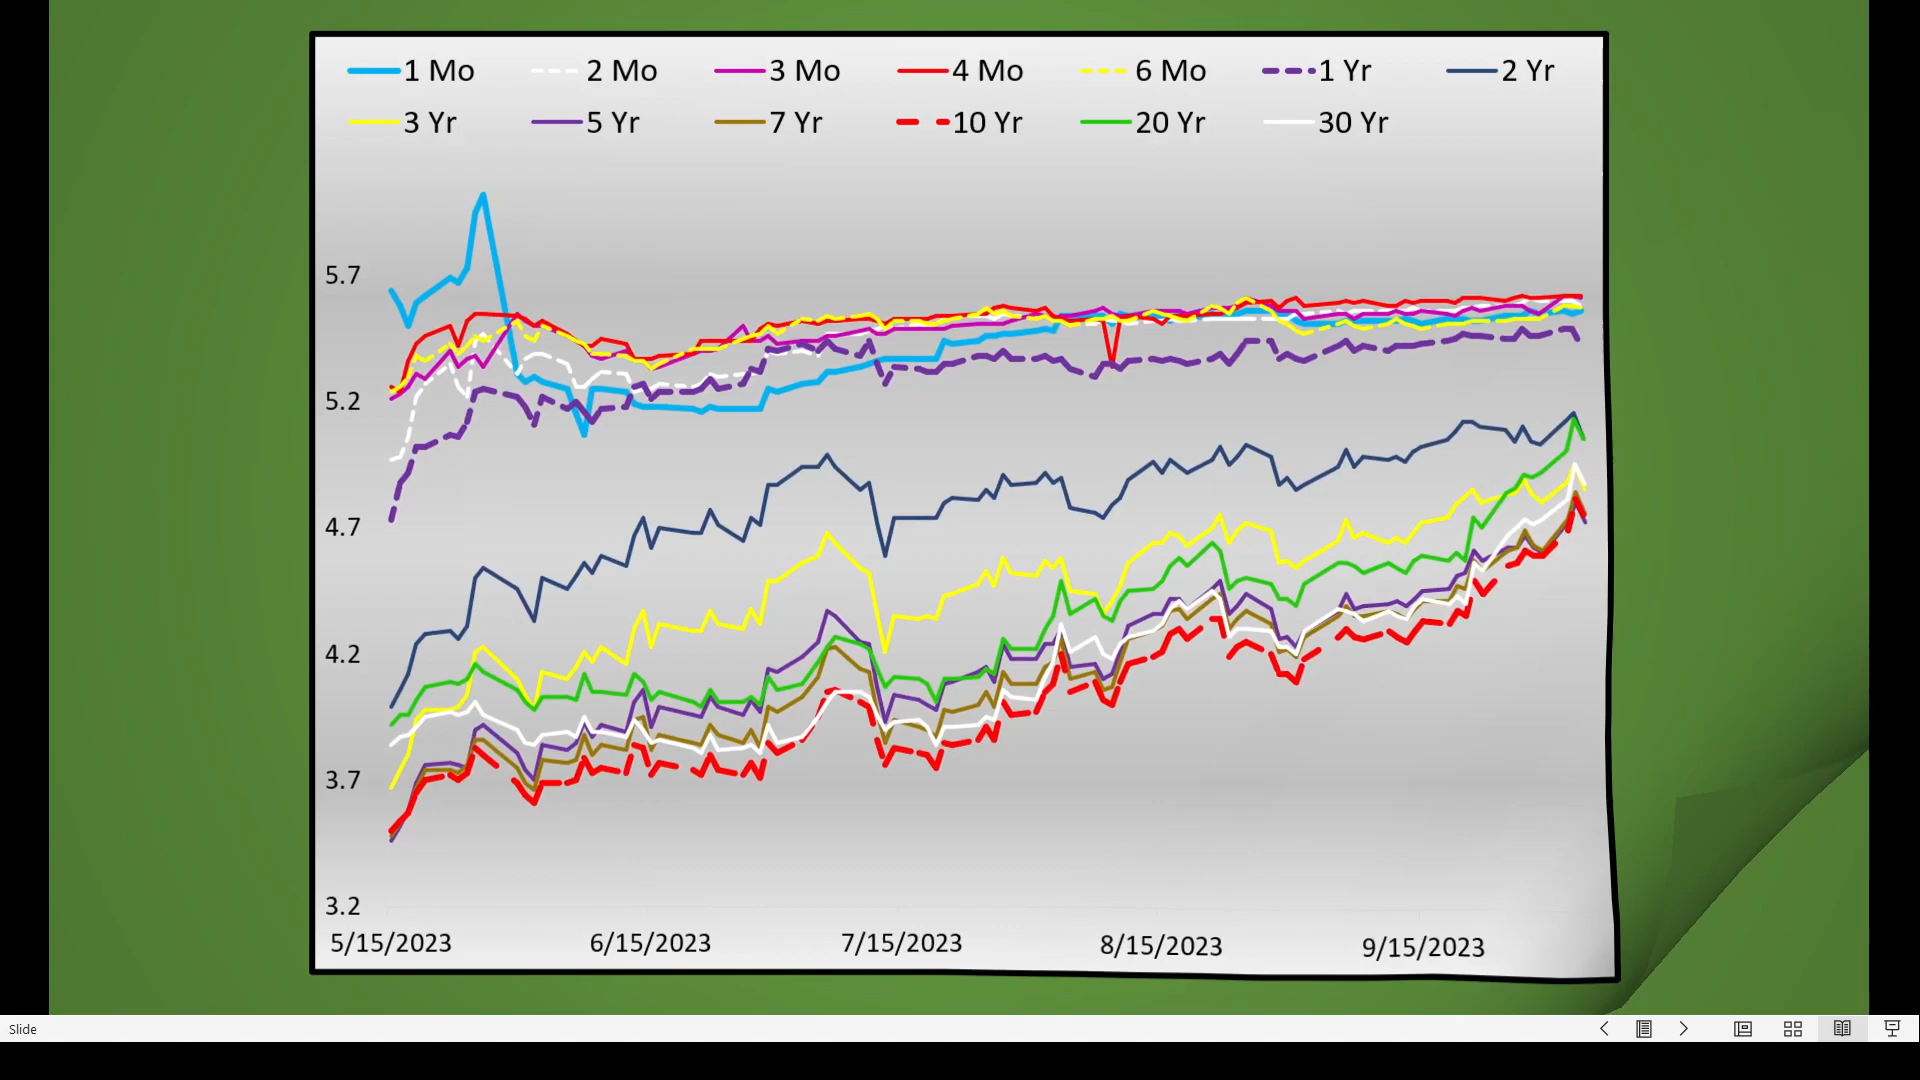 1 Mo 2 Mo 3 Mo 4 Mo 6 Mo 1 Yr 2 Yr
3 Yr 5 Yr 7 Yr 10 Yr 20 Yr 30 Yr
5.7
5.2
4.7
4.2
3.7
3.2
5/15/2023 6/15/2023 7/15/2023 8/15/2023 9/15/2023
Slide